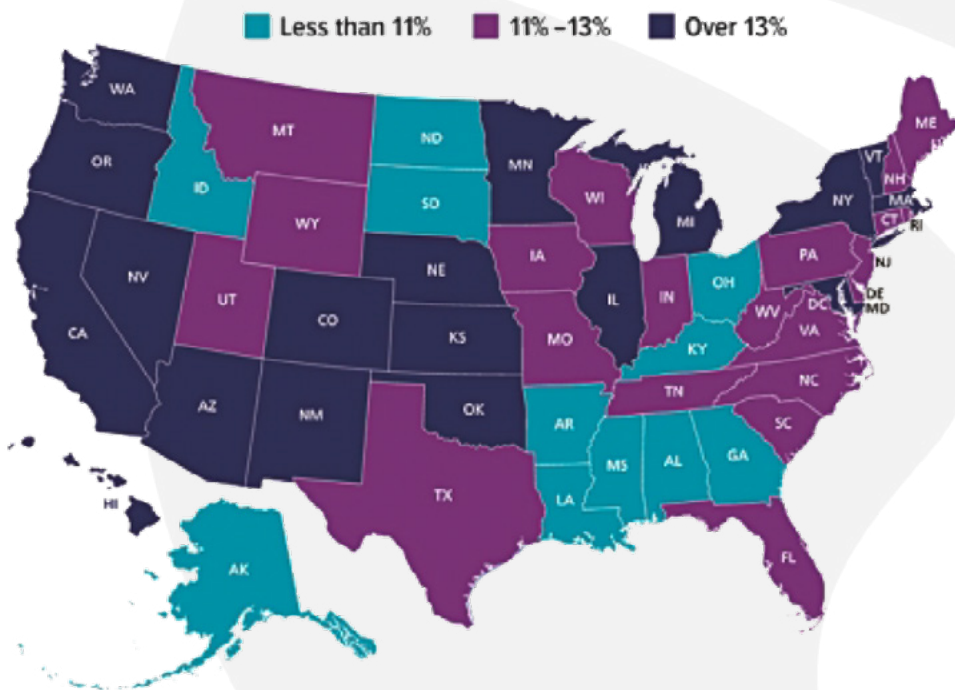 Less than 11% 11%–13% Over 13%
WA
MT
ND
MN
ME
OR
ID
SD
WI
MI
VT
NH
NY
MA
CT
RI
WY
IA
PA
NJ
NE
OH
NV
UT
IL
IN
DE
MD
DC
WV
VA
CO
KS
MO
KY
CA
NC
TN
AZ
NM
OK
AR
SC
MS
AL
GA
TX
LA
HI
FL
AK